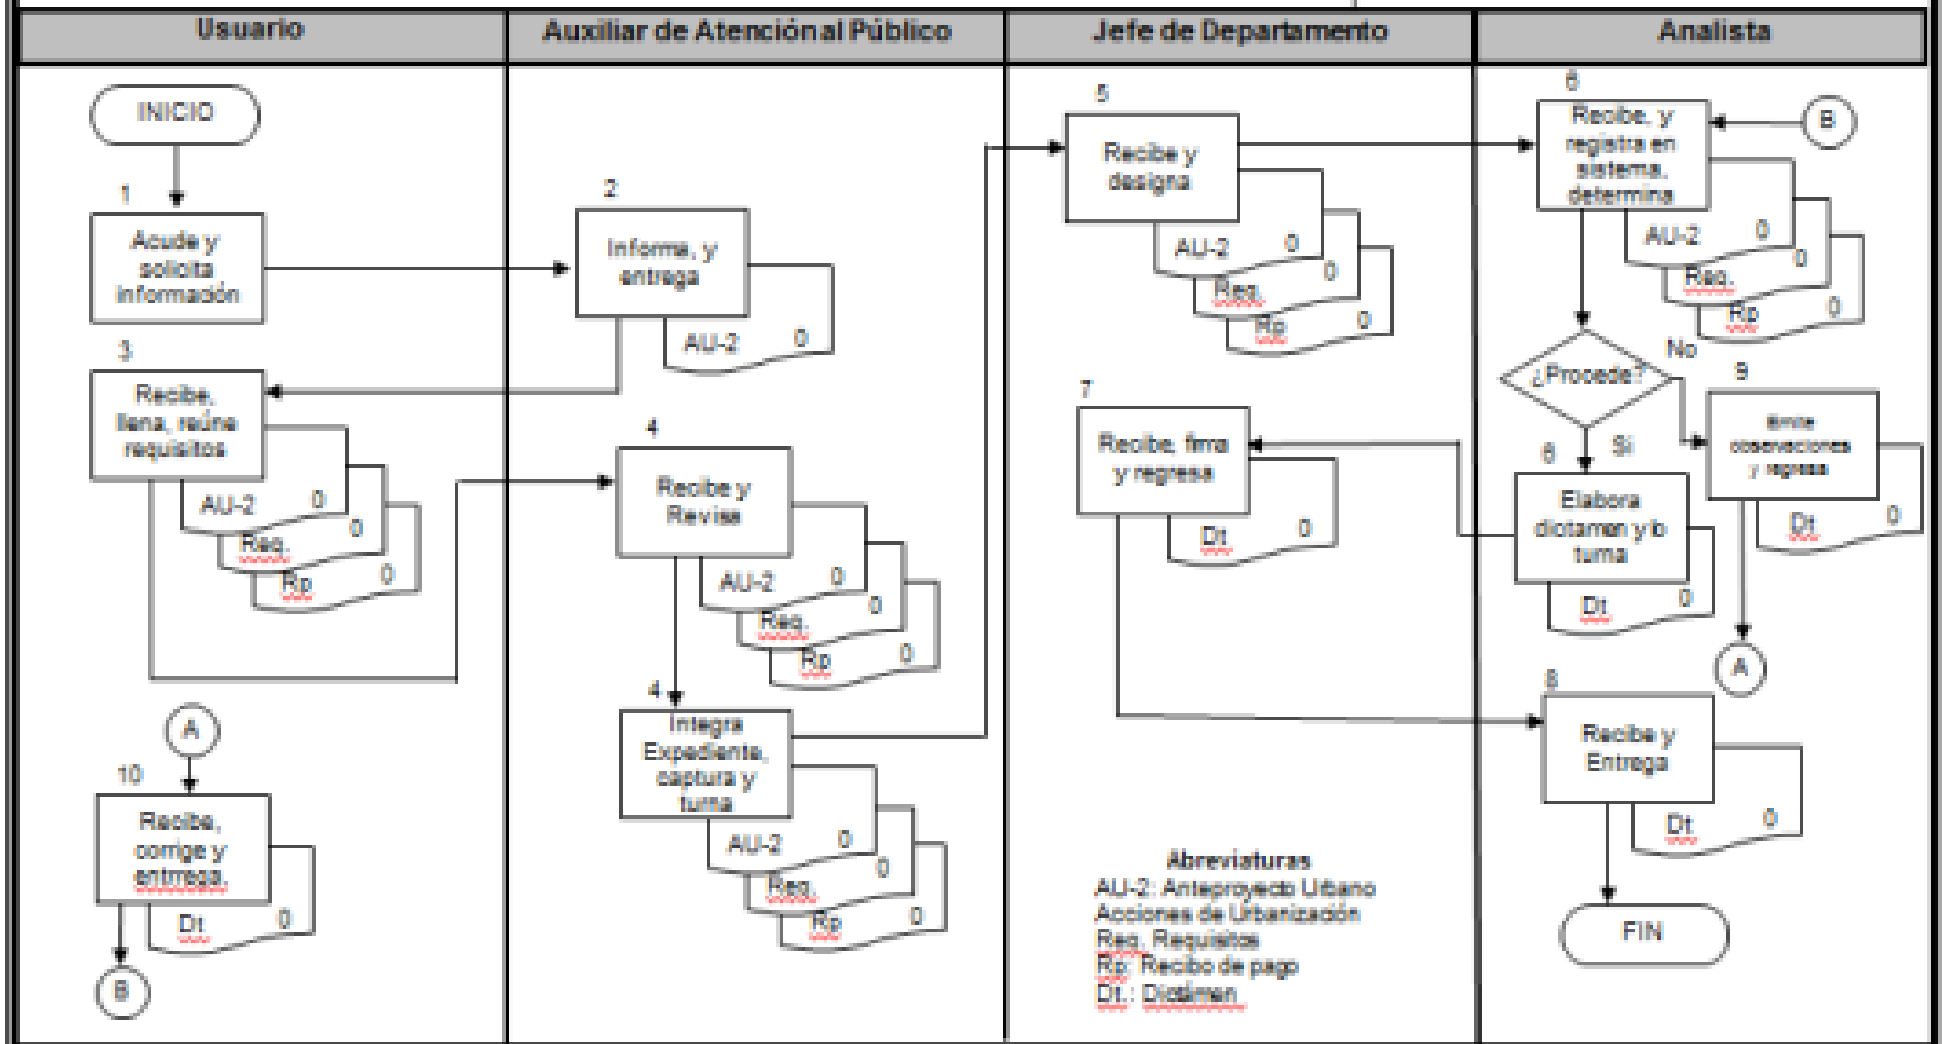 Usuario
Auxiliar de Atención al Público
Jefe de Departamento
Analista
INICIO
1
Acude y
solicita
información
3
Recibe,
llena, reúne
requisitos
AU-2 0
Req. 0
Rp 0
A
10
Recibe,
corrige y
entrrega.
Dt 0
B
2
Informa, y
entrega
AU-2 0
4
Recibe y
Revisa
AU-2 0
Req. 0
Rp 0
4
Integra
Expediente,
captura y
turna
AU-2 0
Req. 0
Rp 0
5
Recibe y
designa
AU-2 0
Req. 0
Rp 0
7
Recibe, firma
y regresa
Dt 0
Abreviaturas
AU-2: Anteproyecto Urbano
Acciones de Urbanización
Req. Requisitos
Rp: Recibo de pago
Dt.: Dictámen
6
Recibe, y
registra en
sistema,
determina
B
AU-2 0
Req. 0
Rp 0
¿Procede?
No
Si
9
Emite
observaciones
y regresa
Dt 0
A
6
Elabora
dictamen y lo
turna
Dt 0
8
Recibe y
Entrega
Dt 0
FIN